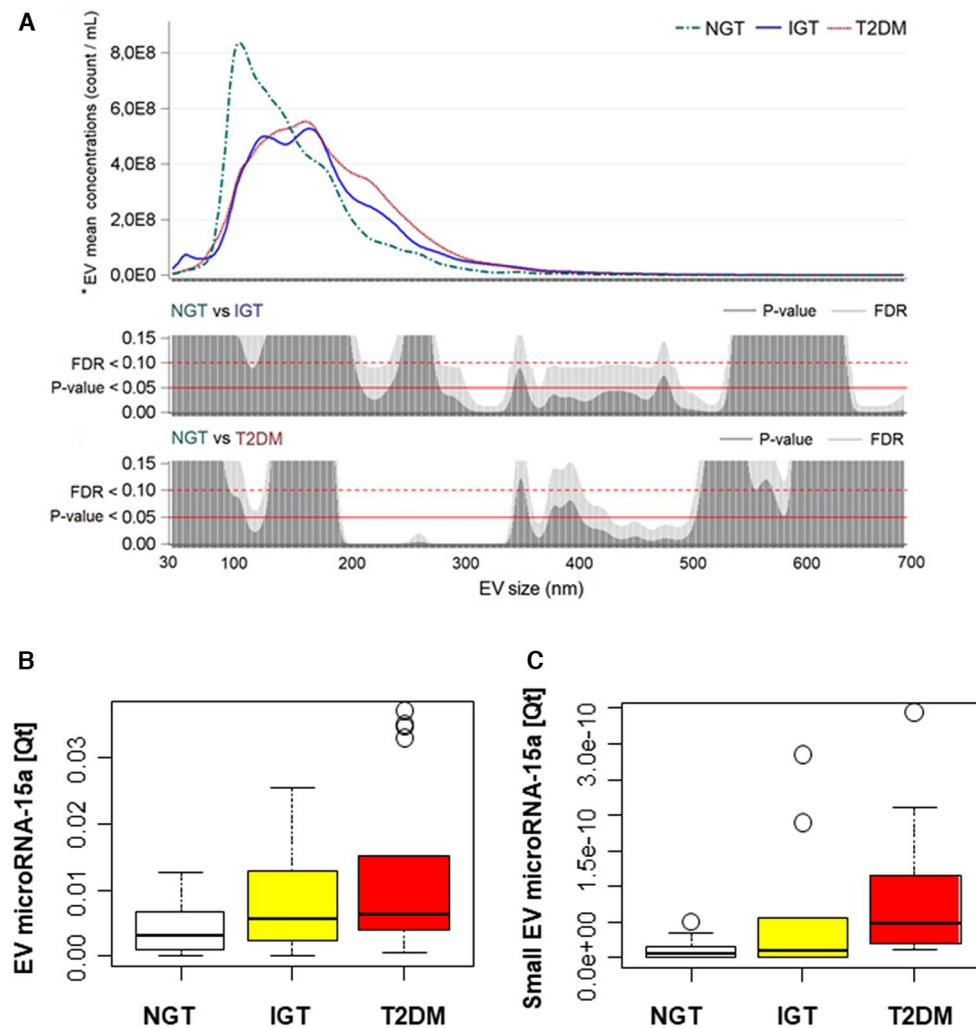 A
NGT IGT T2DM
* EV mean concentrations (count / mL)
8,0E8
6,0E8
4,0E8
2,0E8
0,0E0
NGT vs IGT
P-value FDR
0.15
FDR < 0.10
P-value < 0.05
0.00
NGT vs T2DM
P-value FDR
0.15
FDR < 0.10
P-value < 0.05
0.00
30 100 200 300 400 500 600 700
EV size (nm)
B
EV microRNA-15a [Qt]
0.03
0.02
0.01
0.00
NGT IGT T2DM
C
Small EV microRNA-15a [Qt]
3.0e-10
1.5e-10
0.0e+00
NGT IGT T2DM